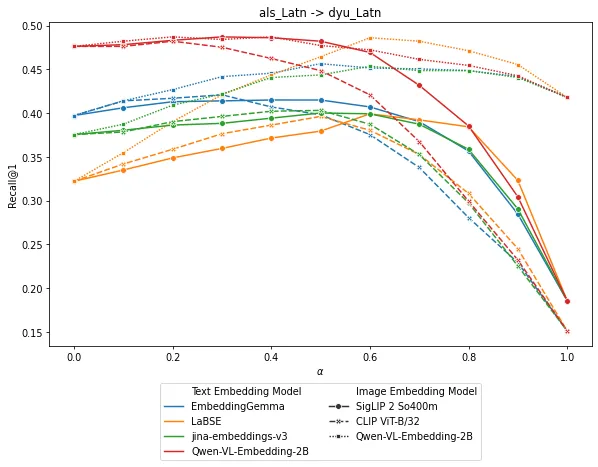 als_Latn -> dyu_Latn
Recall@1
0.50
0.45
0.40
0.35
0.30
0.25
0.20
0.15
0.0 0.2 0.4 0.6 0.8 1.0
α
Text Embedding Model Image Embedding Model
EmbeddingGemma SigLIP 2 So400m
LaBSE CLIP ViT-B/32
jina-embeddings-v3 Qwen-VL-Embedding-2B
Qwen-VL-Embedding-2B